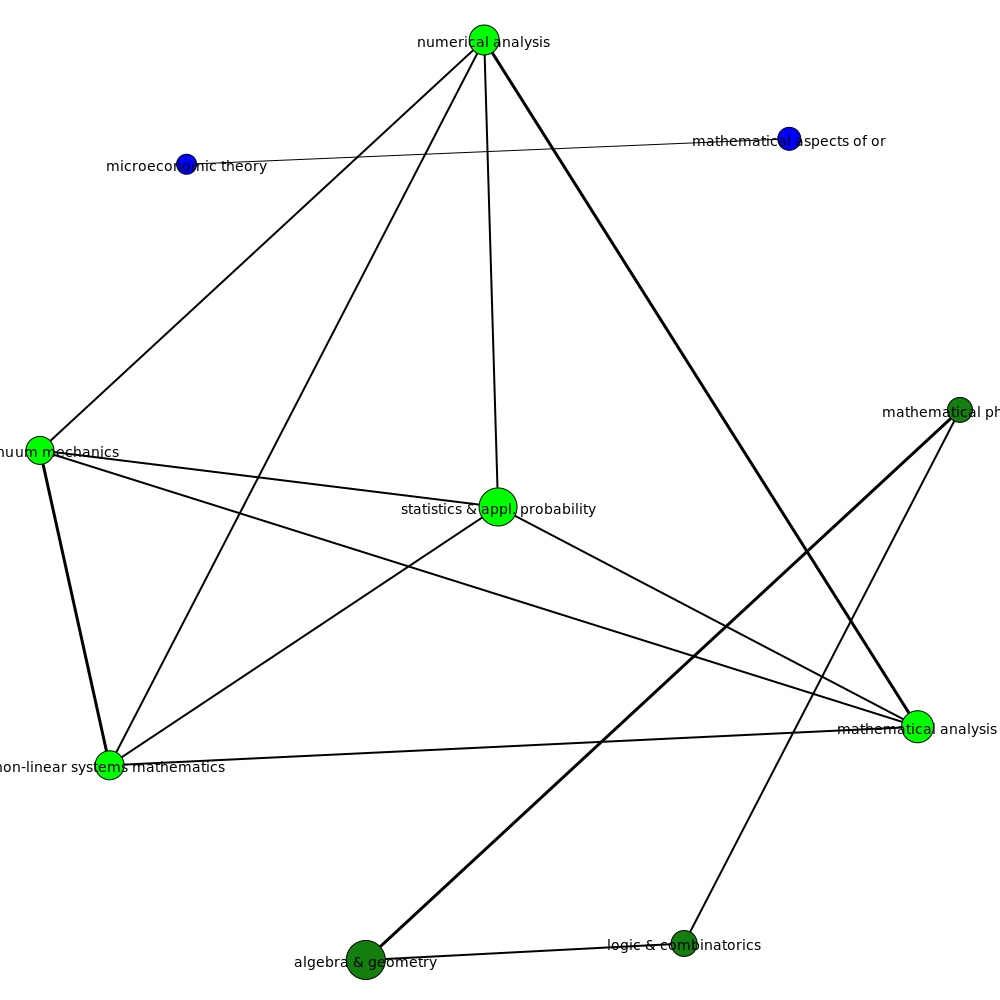 numerical analysis
mathematical aspects of or
microeconomic theory
mathematical ph
nuum mechanics
statistics & appl. probability
mathematical analysis
non-linear systems mathematics
logic & combinatorics
algebra & geometry